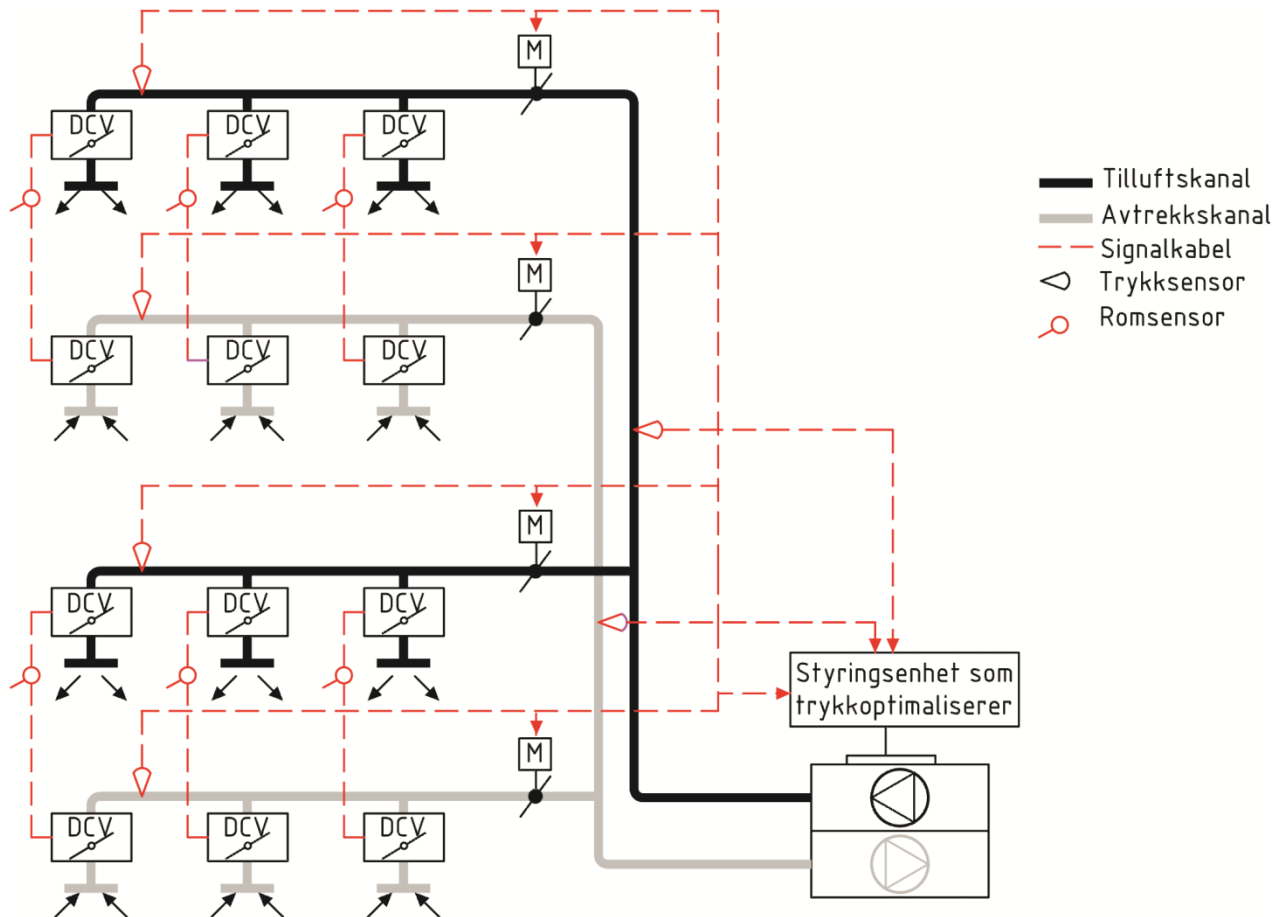 M
DCV DCV DCV
M
DCV DCV DCV
M
DCV DCV DCV
M
DCV DCV DCV
Tilluftskanal
Avtrekkskanal
Signalkabel
Trykksensor
Romsensor
Styringsenhet som
trykkoptimaliserer